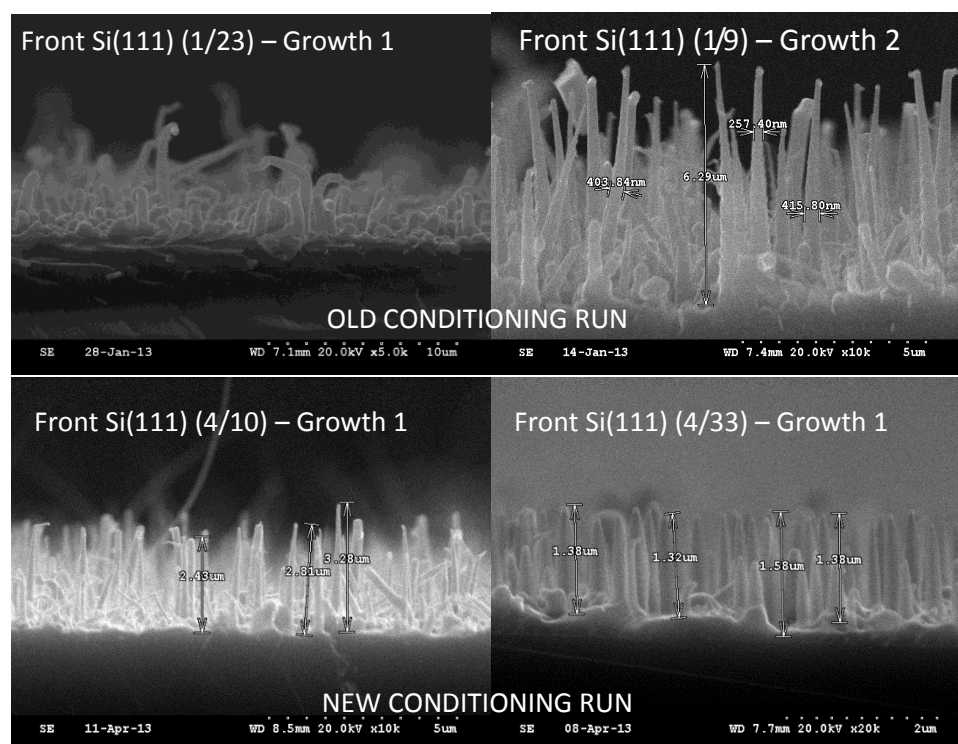 Front Si(111) (1/23) – Growth 1
SE 28-Jan-13 WD 7.1mm 20.0kV x5.0k 10um
Front Si(111) (1/9) – Growth 2
257.40nm
403.84nm
6.29um
415.80nm
SE 14-Jan-13 WD 7.4mm 20.0kV x10k 5um
OLD CONDITIONING RUN
Front Si(111) (4/10) – Growth 1
2.43um
2.81um
3.28um
SE 11-Apr-13 WD 8.5mm 20.0kV x10k 5um
Front Si(111) (4/33) – Growth 1
1.38um
1.32um
1.58um
1.38um
SE 08-Apr-13 WD 7.7mm 20.0kV x20k 2um
NEW CONDITIONING RUN